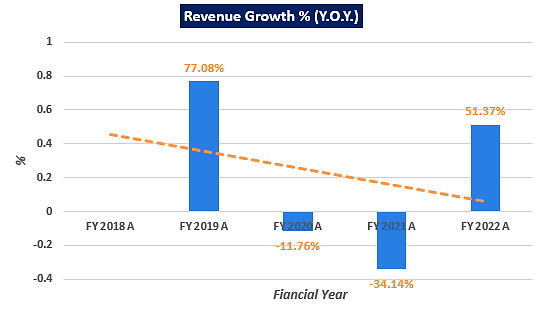 Revenue Growth % (Y.O.Y.)
1
0.8
0.6
0.4
0.2
0
-0.2
-0.4
%
77.08%
-11.76%
-34.14%
51.37%
FY 2018 A
FY 2019 A
FY 2020 A
FY 2021 A
FY 2022 A
Fiancial Year